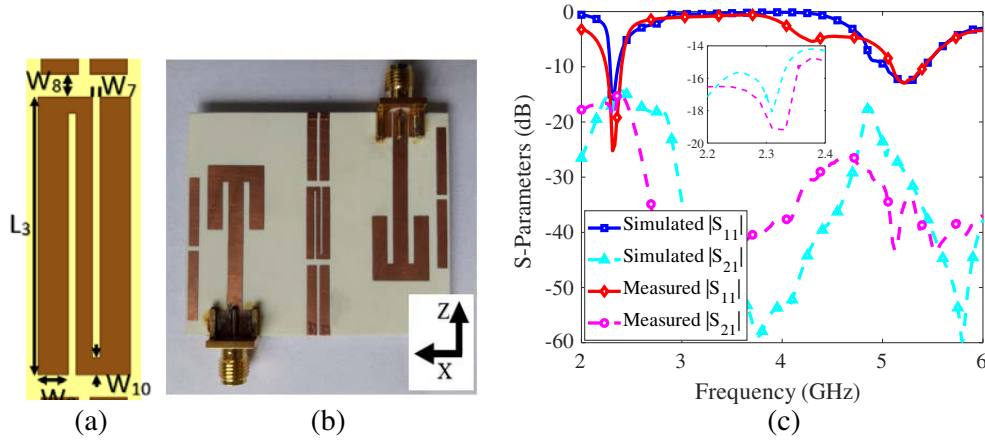 W8
W7
L3
W10
(a)
Z
X
(b)
0
-10
-20
-30
-40
-50
-60
S-Parameters (dB)
2
3
4
5
6
Frequency (GHz)
-14
-16
-18
-20
2.2
2.3
2.4
Simulated |S11|
Simulated |S21|
Measured |S11|
Measured |S21|
(c)